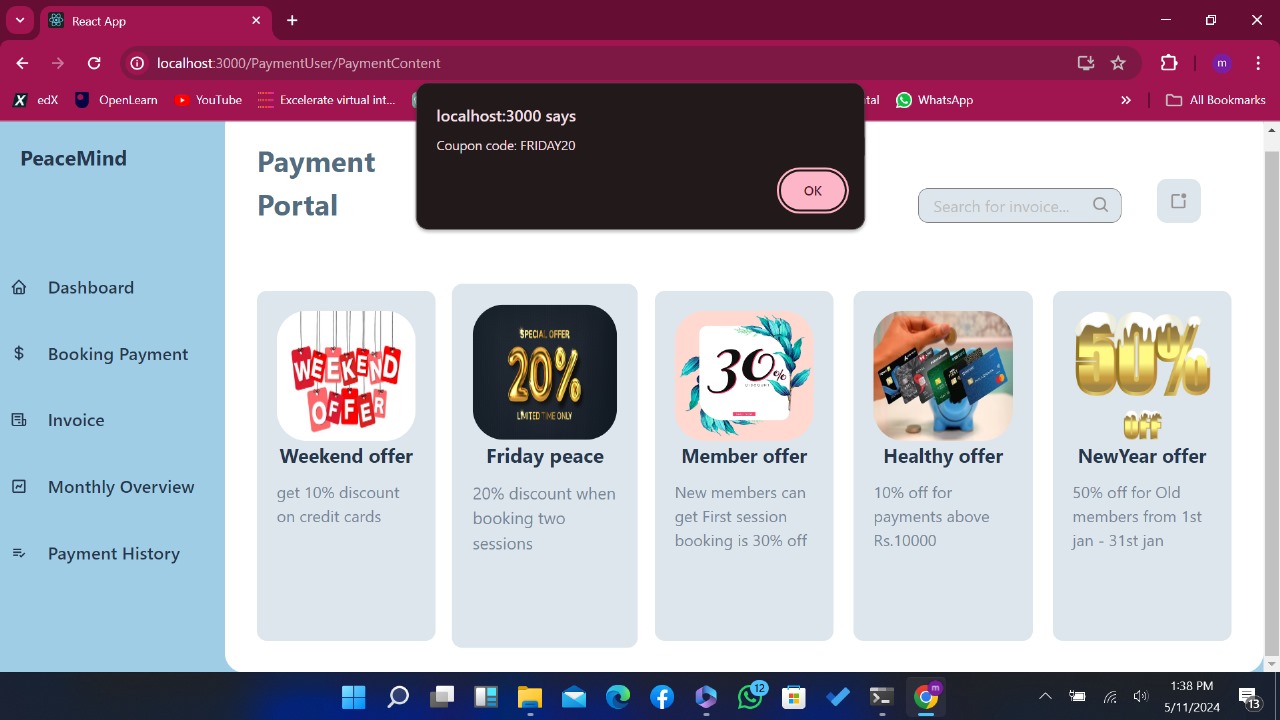 React App
localhost:3000/PaymentUser/PaymentContent
m
edX
OpenLearn
YouTube
Excelerate virtual int...
tal
WhatsApp
All Bookmarks
localhost:3000 says
Coupon code: FRIDAY20
OK
PeaceMind
Dashboard
Booking Payment
Invoice
Monthly Overview
Payment History
Payment
Portal
Search for invoice...
WEEKEND
OFFER
Weekend offer
get 10% discount
on credit cards
SPECIAL OFFER
20%
LIMITED TIME ONLY
Friday peace
20% discount when
booking two
sessions
30%
DISCOUNT
Member offer
New members can
get First session
booking is 30% off
Healthy offer
10% off for
payments above
Rs.10000
50%
OFF
NewYear offer
50% off for Old
members from 1st
jan - 31st jan
12
m
1:38 PM
5/11/2024
13